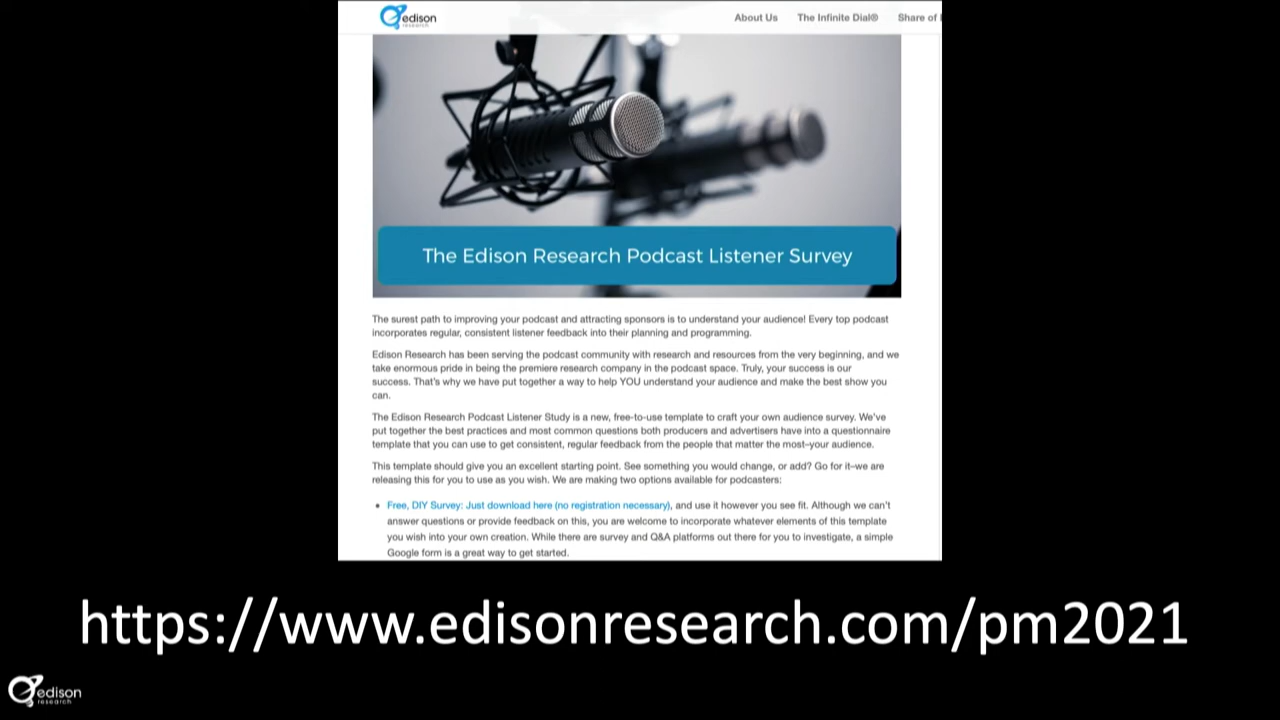 edison
research
About Us The Infinite Dial® Share of
The Edison Research Podcast Listener Survey
The surest path to improving your podcast and attracting sponsors is to understand your audience! Every top podcast
incorporates regular, consistent listener feedback into their planning and programming.
Edison Research has been serving the podcast community with research and resources from the very beginning, and we
take enormous pride in being the premiere research company in the podcast space. Truly, your success is our
success. That's why we have put together a way to help YOU understand your audience and make the best show you
can.
The Edison Research Podcast Listener Study is a new, free-to-use template to craft your own audience survey. We've
put together the best practices and most common questions both producers and advertisers have into a questionnaire
template that you can use to get consistent, regular feedback from the people that matter the most–your audience.
This template should give you an excellent starting point. See something you would change, or add? Go for it–we are
releasing this for you to use as you wish. We are making two options available for podcasters:
• Free, DIY Survey: Just download here (no registration necessary), and use it however you see fit. Although we can't
answer questions or provide feedback on this, you are welcome to incorporate whatever elements of this template
you wish into your own creation. While there are survey and Q&A platforms out there for you to investigate, a simple
Google form is a great way to get started.
https://www.edisonresearch.com/pm2021
edison
research